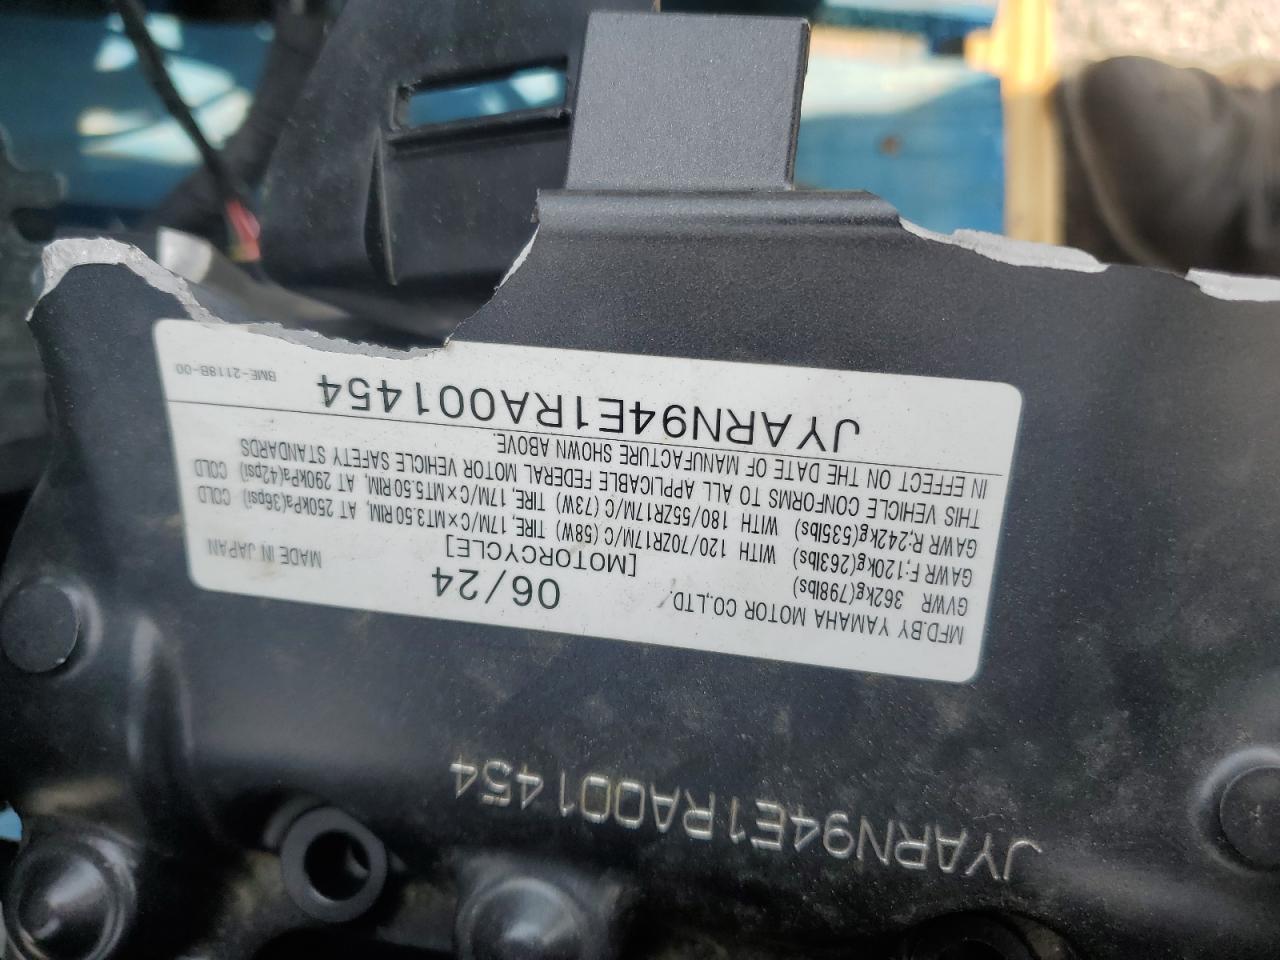 MFD.BY YAMAHA MOTOR CO.,LTD. 06/24 MADE IN JAPAN
GVWR 362kg(798lbs) [MOTORCYCLE]
GAWR F:120kg(263lbs) WITH 120/70ZR17M/C (58W) TIRE, 17M/C×MT3.50 RIM, AT 250kPa(36psi) COLD
GAWR R:242kg(535lbs) WITH 180/55ZR17M/C (73W) TIRE, 17M/C×MT5.50 RIM, AT 290kPa(42psi) COLD
THIS VEHICLE CONFORMS TO ALL APPLICABLE FEDERAL MOTOR VEHICLE SAFETY STANDARDS
IN EFFECT ON THE DATE OF MANUFACTURE SHOWN ABOVE.
JYARN94E1RA001454 BME-2118B-00
JYARN94E1RA001454